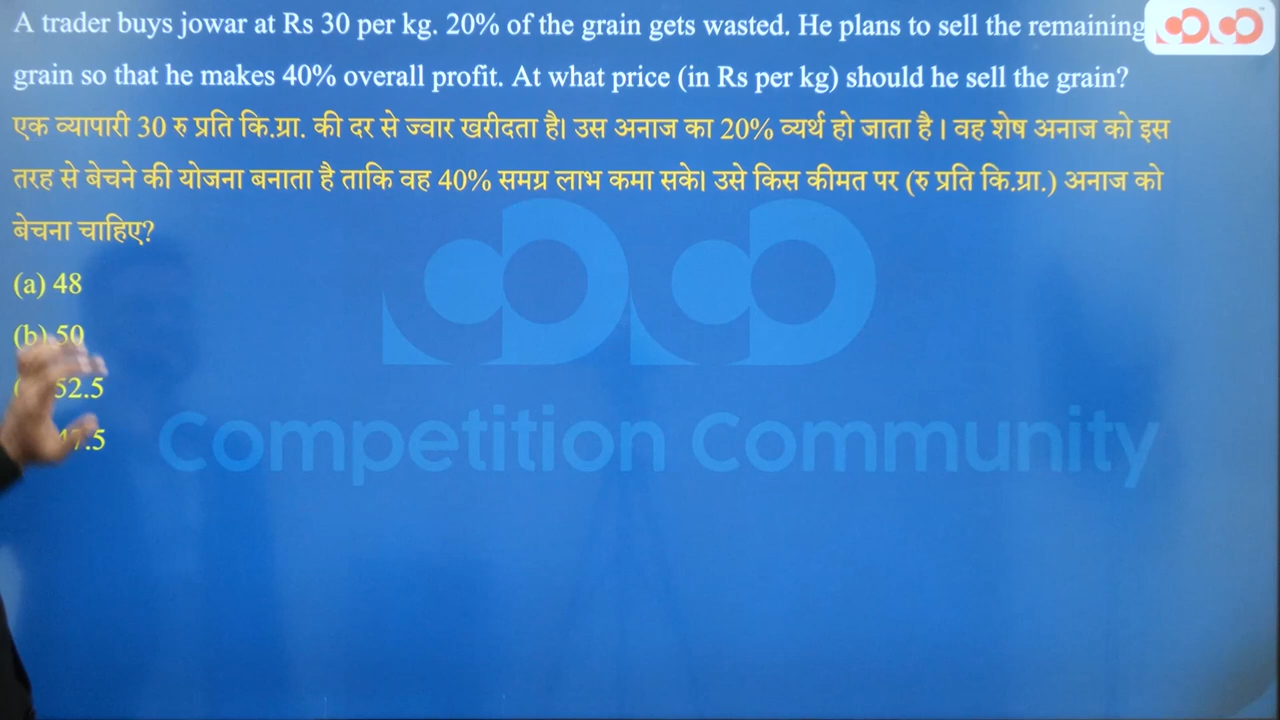 A trader buys jowar at Rs 30 per kg. 20% of the grain gets wasted. He plans to sell the remaining
grain so that he makes 40% overall profit. At what price (in Rs per kg) should he sell the grain?
एक व्यापारी 30 रु प्रति कि.ग्रा. की दर से ज्वार खरीदता है। उस अनाज का 20% व्यर्थ हो जाता है। वह शेष अनाज को इस
तरह से बेचने की योजना बनाता है ताकि वह 40% समग्र लाभ कमा सके। उसे किस कीमत पर (रु प्रति कि.ग्रा.) अनाज को
बेचना चाहिए?
(a) 48
(b) 50
52.5
47.5
Competition Community